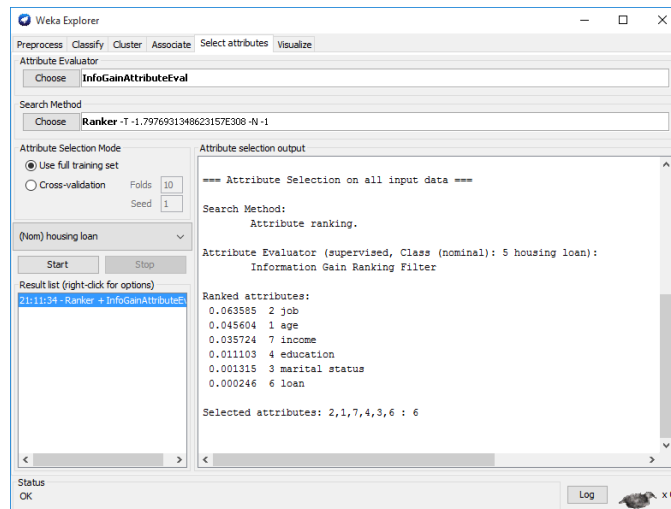 Weka Explorer
Preprocess Classify Cluster Associate Select attributes Visualize
Attribute Evaluator
Choose InfoGainAttributeEval
Search Method
Choose Ranker -T -1.7976931348623157E308 -N -1
Attribute Selection Mode
Use full training set
Cross-validation Folds 10
Seed 1
(Nom) housing loan
Start Stop
Result list (right-click for options)
21:11:34 - Ranker + InfoGainAttributeEv
Attribute selection output
=== Attribute Selection on all input data ===
Search Method:
Attribute ranking.
Attribute Evaluator (supervised, Class (nominal): 5 housing loan):
Information Gain Ranking Filter
Ranked attributes:
0.063585 2 job
0.045604 1 age
0.035724 7 income
0.011103 4 education
0.001315 3 marital status
0.000246 6 loan
Selected attributes: 2,1,7,4,3,6 : 6
Status
OK
Log
x